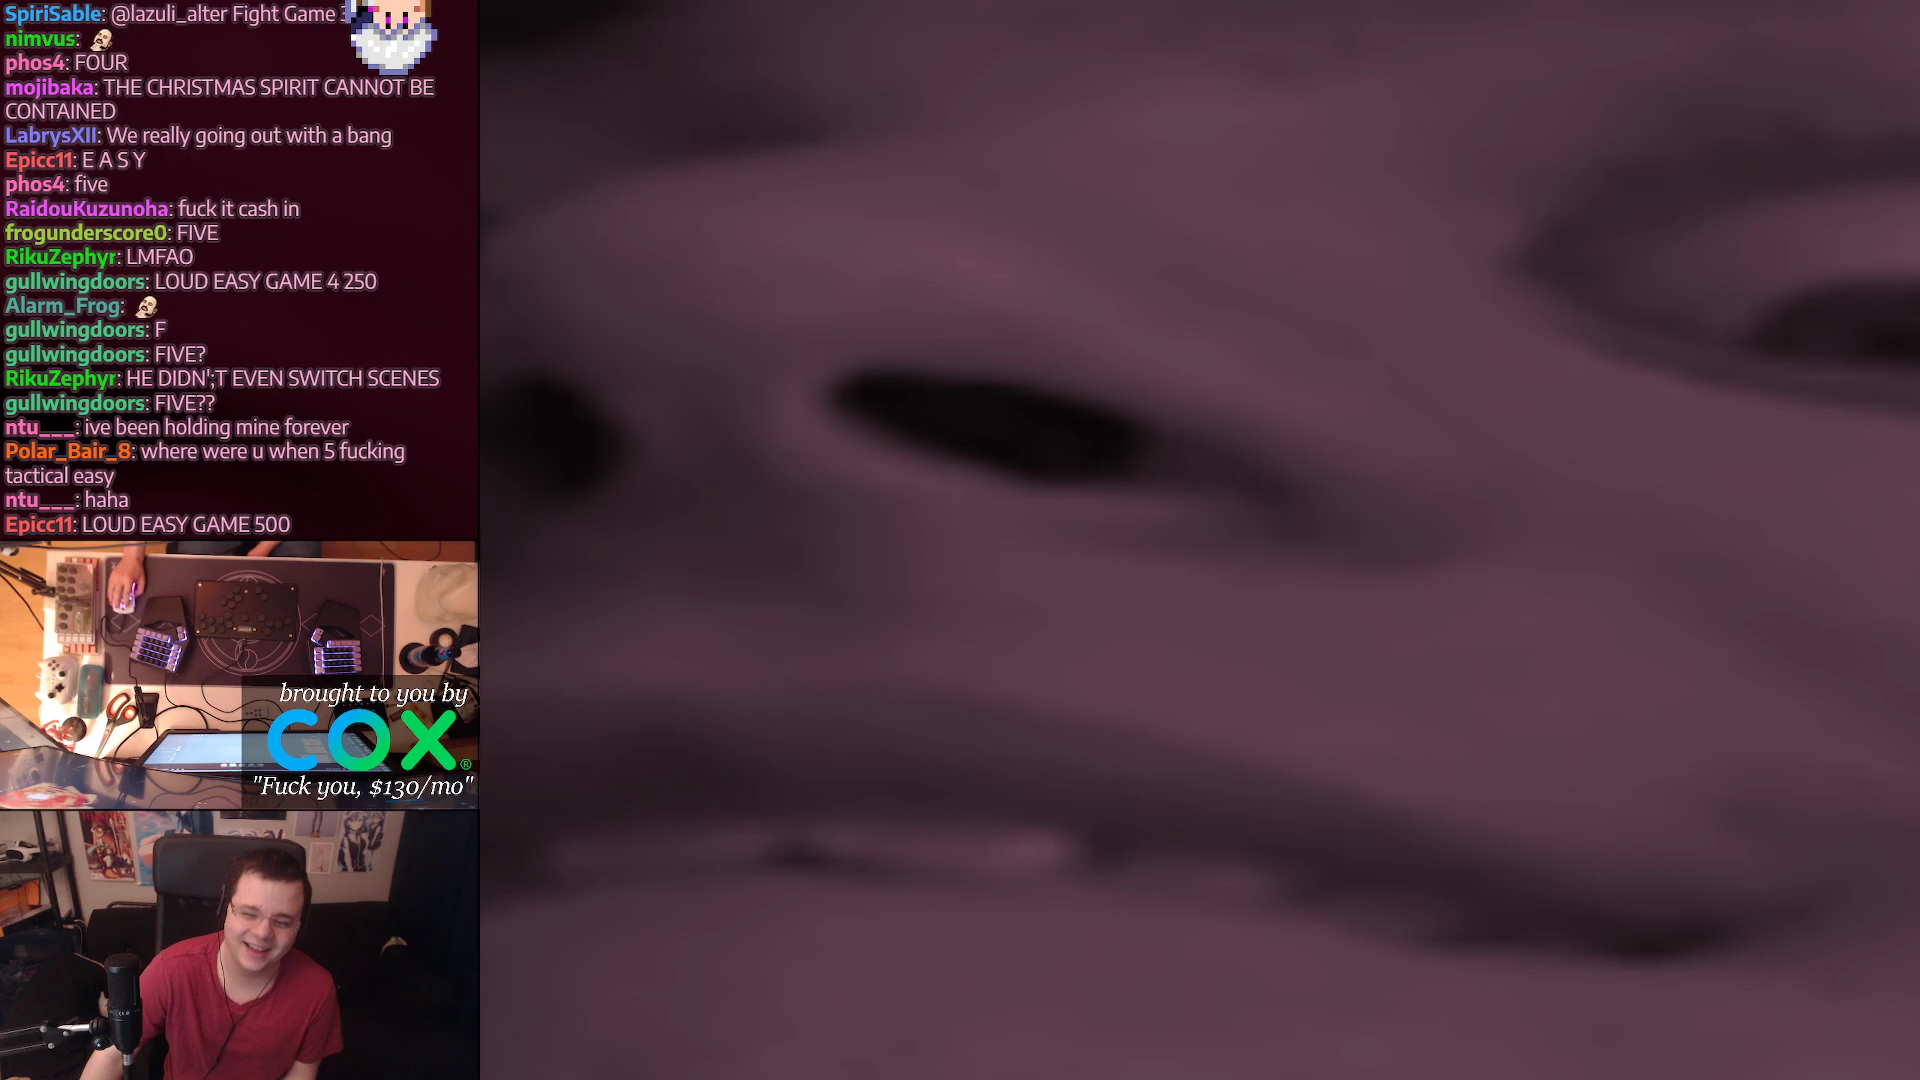 SpiriSable: @lazuli_alter Fight Game
nimvus:
phos4: FOUR
mojibaka: THE CHRISTMAS SPIRIT CANNOT BE
CONTAINED
LabrysXII: We really going out with a bang
Epicc11: E A S Y
phos4: five
RaidouKuzunoha: fuck it cash in
frogunderscore0: FIVE
RikuZephyr: LMFAO
gullwingdoors: LOUD EASY GAME 4 250
Alarm_Frog:
gullwingdoors: F
gullwingdoors: FIVE?
RikuZephyr: HE DIDN';T EVEN SWITCH SCENES
gullwingdoors: FIVE??
ntu___: ive been holding mine forever
Polar_Bair_8: where were u when 5 fucking
tactical easy
ntu___: haha
Epicc11: LOUD EASY GAME 500
brought to you by
COX®
"Fuck you, $130/mo"